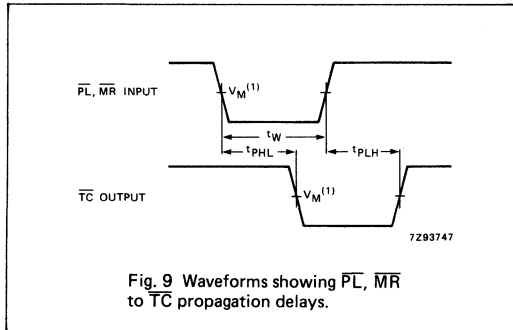 PL, MR INPUT
VM(1)
tW
tPHL
tPLH
TC OUTPUT
VM(1)
7Z93747
Fig. 9 Waveforms showing PL, MR
to TC propagation delays.